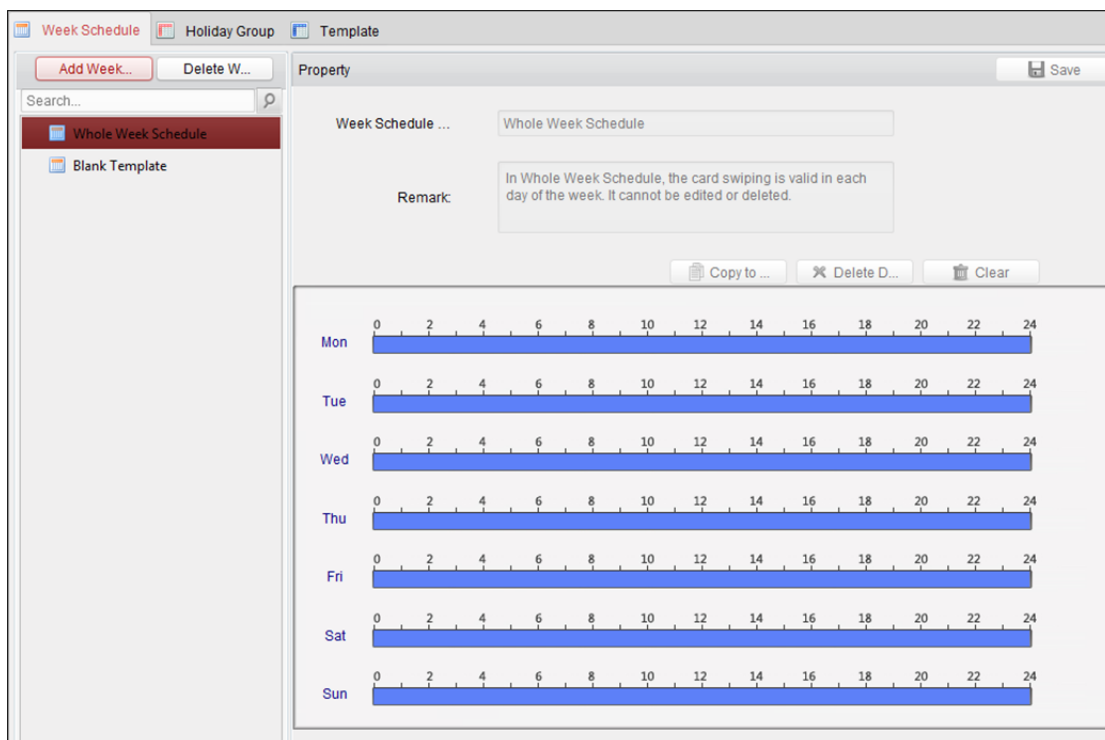 Week Schedule Holiday Group Template
Add Week... Delete W...
Search...
Whole Week Schedule
Blank Template
Property Save
Week Schedule ... Whole Week Schedule
Remark: In Whole Week Schedule, the card swiping is valid in each
day of the week. It cannot be edited or deleted.
Copy to ... Delete D... Clear
0 2 4 6 8 10 12 14 16 18 20 22 24
Mon
0 2 4 6 8 10 12 14 16 18 20 22 24
Tue
0 2 4 6 8 10 12 14 16 18 20 22 24
Wed
0 2 4 6 8 10 12 14 16 18 20 22 24
Thu
0 2 4 6 8 10 12 14 16 18 20 22 24
Fri
0 2 4 6 8 10 12 14 16 18 20 22 24
Sat
0 2 4 6 8 10 12 14 16 18 20 22 24
Sun